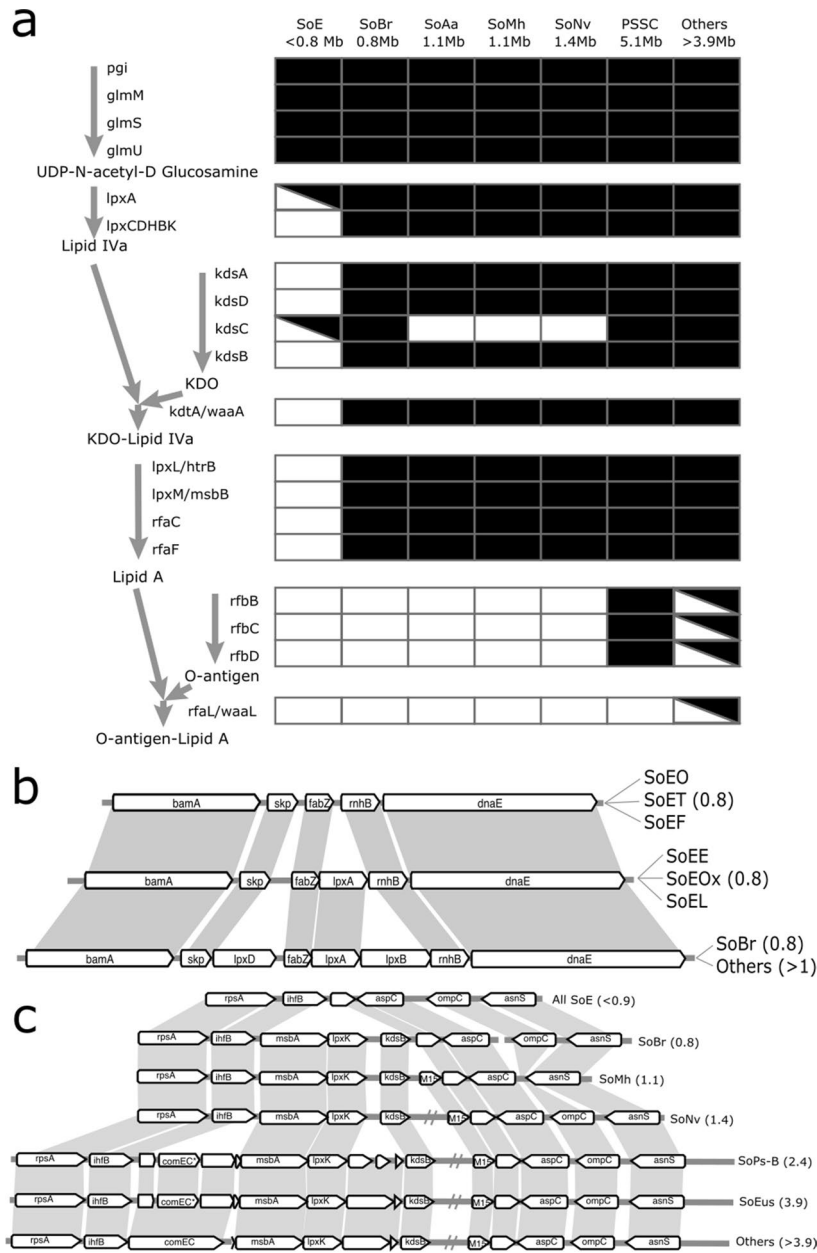 a
SoE SoBr SoAa SoMh SoNv PSSC Others
<0.8 Mb 0.8Mb 1.1Mb 1.1Mb 1.4Mb 5.1Mb >3.9Mb
pgi
glmM
glmS
glmU
UDP-N-acetyl-D Glucosamine
lpxA
lpxCDHBK
Lipid IVa
kdsA
kdsD
kdsC
kdsB
KDO
kdtA/waaA
KDO-Lipid IVa
lpxL/htrB
lpxM/msbB
rfaC
rfaF
Lipid A
rfbB
rfbC
rfbD
O-antigen
rfaL/waaL
O-antigen-Lipid A
b
bamA skp fabZ rnhB dnaE
SoEO
SoET (0.8)
SoEF
bamA skp fabZ lpxA rnhB dnaE
SoEE
SoEOx (0.8)
SoEL
bamA skp lpxD fabZ lpxA lpxB rnhB dnaE
SoBr (0.8)
Others (>1)
c
rpsA ihfB aspC ompC asnS All SoE (<0.9)
rpsA ihfB msbA lpxK kdsB aspC ompC asnS SoBr (0.8)
rpsA ihfB msbA lpxK kdsB M15 aspC asnS SoMh (1.1)
rpsA ihfB msbA lpxK kdsB M15 aspC ompC asnS SoNv (1.4)
rpsA ihfB comEC* msbA lpxK kdsB M15 aspC ompC asnS SoPs-B (2.4)
rpsA ihfB comEC* msbA lpxK kdsB M15 aspC ompC asnS SoEus (3.9)
rpsA ihfB comEC msbA lpxK kdsB M15 aspC ompC asnS Others (>3.9)